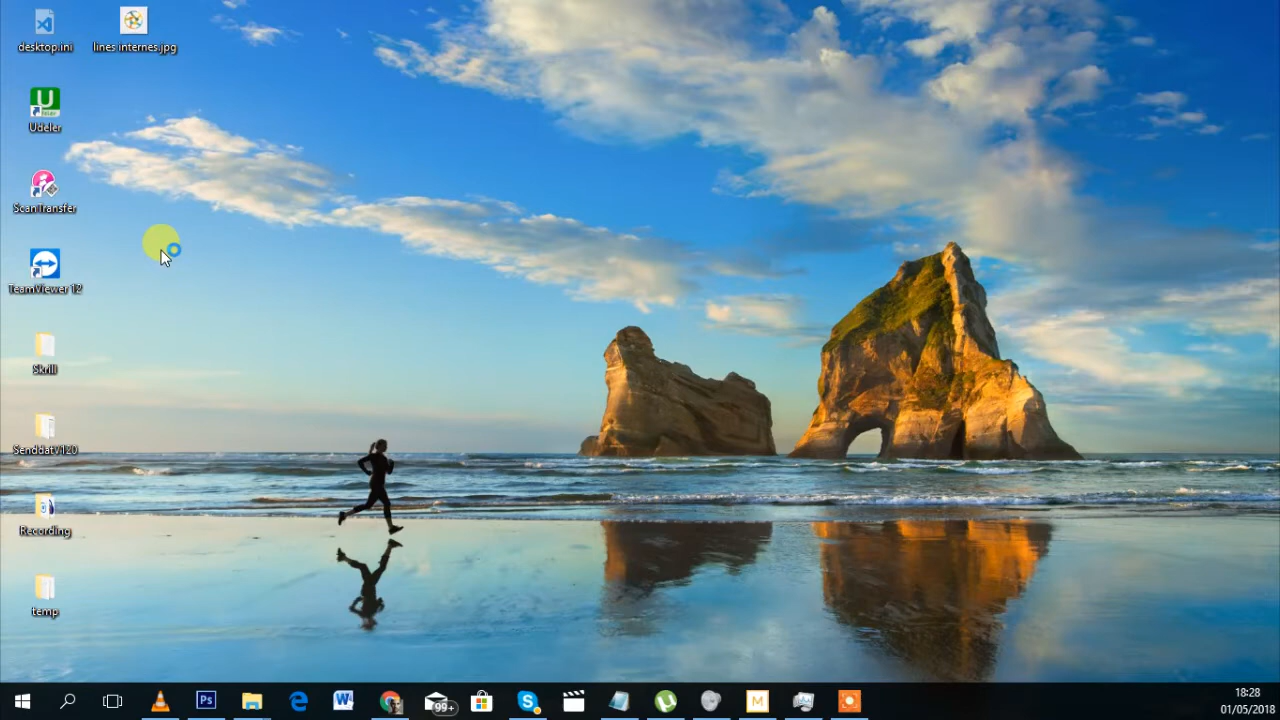 desktop.ini
lines internes.jpg
Udeler
ScanTransfer
TeamViewer 12
Skrill
SenddatV120
Recording
temp
Ps
W
99+
S
M
18:28
01/05/2018